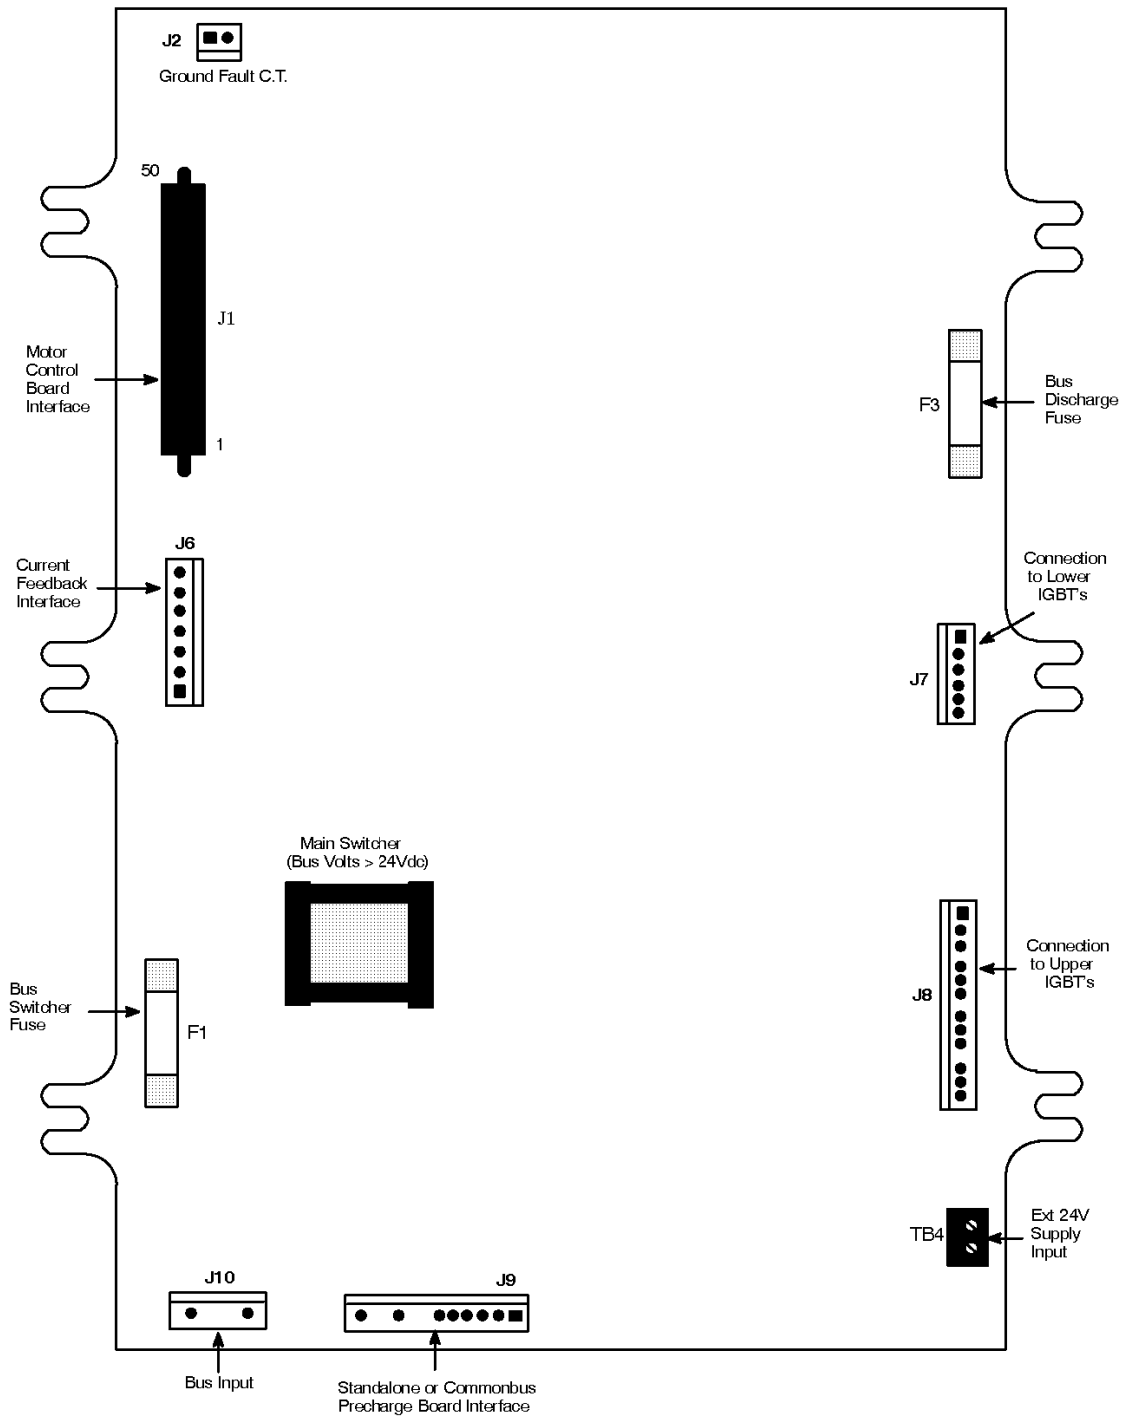 J2
Ground Fault C.T.
50
J1
Motor
Control
Board
Interface
1
F3
Bus
Discharge
Fuse
J6
Current
Feedback
Interface
Connection
to Lower
IGBT's
J7
Main Switcher
(Bus Volts > 24Vdc)
Connection
to Upper
IGBT's
J8
Bus
Switcher
Fuse
F1
TB4
Ext 24V
Supply
Input
J10
J9
Bus Input
Standalone or Commonbus
Precharge Board Interface